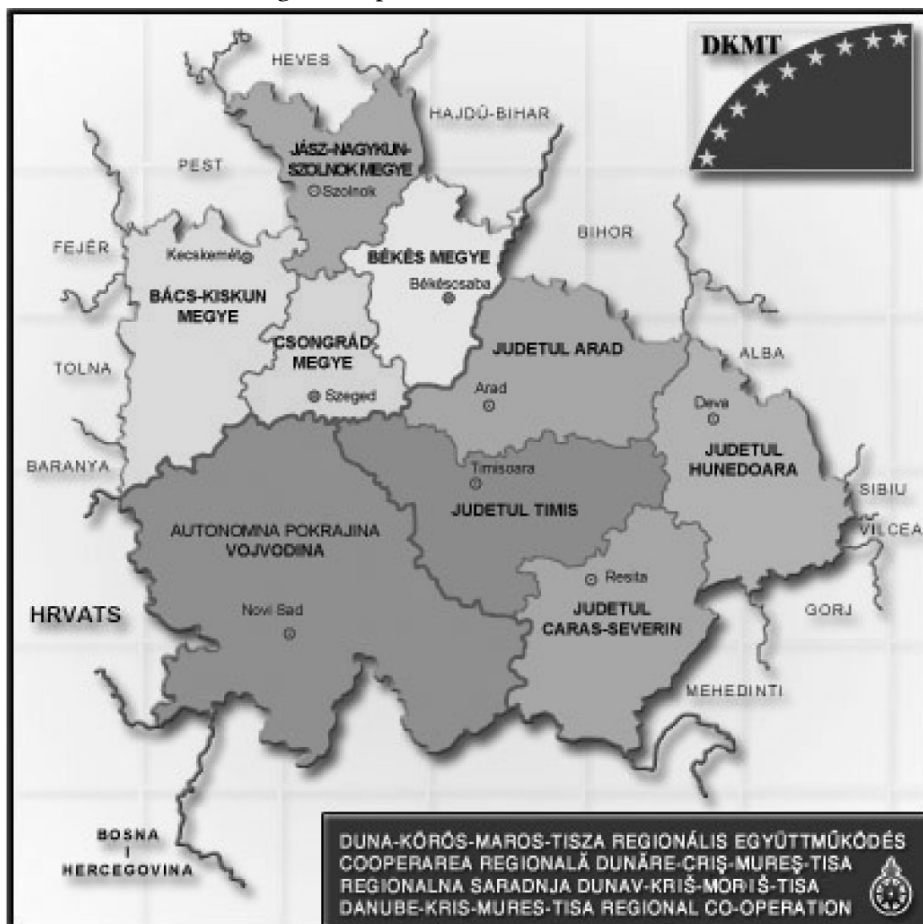 HEVES
DKMT
HAJDÚ-BIHAR
JÁSZ-NAGYKUN-
SZOLNOK MEGYE
PEST
Szolnok
BIHOR
FEJÉR
Kecskemét
BÉKÉS MEGYE
BÁCS-KISKUN
MEGYE
Békéscsaba
CSONGRÁD
MEGYE
JUDETUL ARAD
ALBA
TOLNA
Szeged
Arad
Deva
JUDETUL
HUNEDOARA
BARANYA
Timisoara
SIBIU
JUDETUL TIMIS
VILCEA
AUTONOMNA POKRAJINA
VOJVODINA
Resita
HRVATS
Novi Sad
JUDETUL
CARAS-SEVERIN
GORJ
MEHEDINTI
BOSNA
I
HERCEGOVINA
DUNA-KÖRÖS-MAROS-TISZA REGIONÁLIS EGYÜTTMŰKÖDÉS
COOPERAREA REGIONALĂ DUNĂRE-CRIŞ-MUREŞ-TISA
REGIONALNA SARADNJA DUNAV-KRIŠ-MORIŠ-TISA
DANUBE-KRIS-MURES-TISA REGIONAL CO-OPERATION